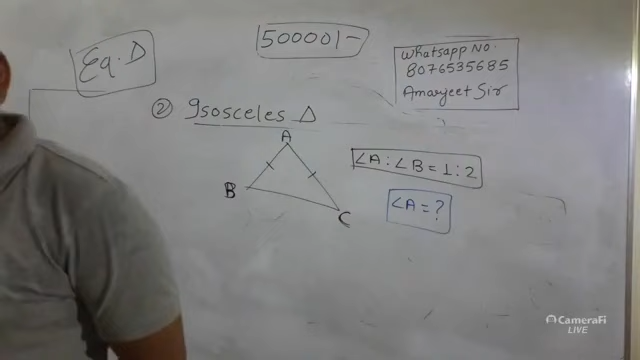 Eq. D
500001-
Whatsapp No.
8076535685
Amarjeet Sir
② Isosceles Δ
A
B
C
∠A : ∠B = 1 : 2
∠A = ?
CameraFi
LIVE